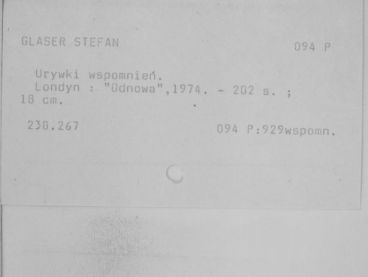 GLASER STEFAN 094 P
Urywki wspomnień.
Londyn : "Odnowa",1974. - 202 s. ;
18 cm.
238.267 094 P:929wspomn.